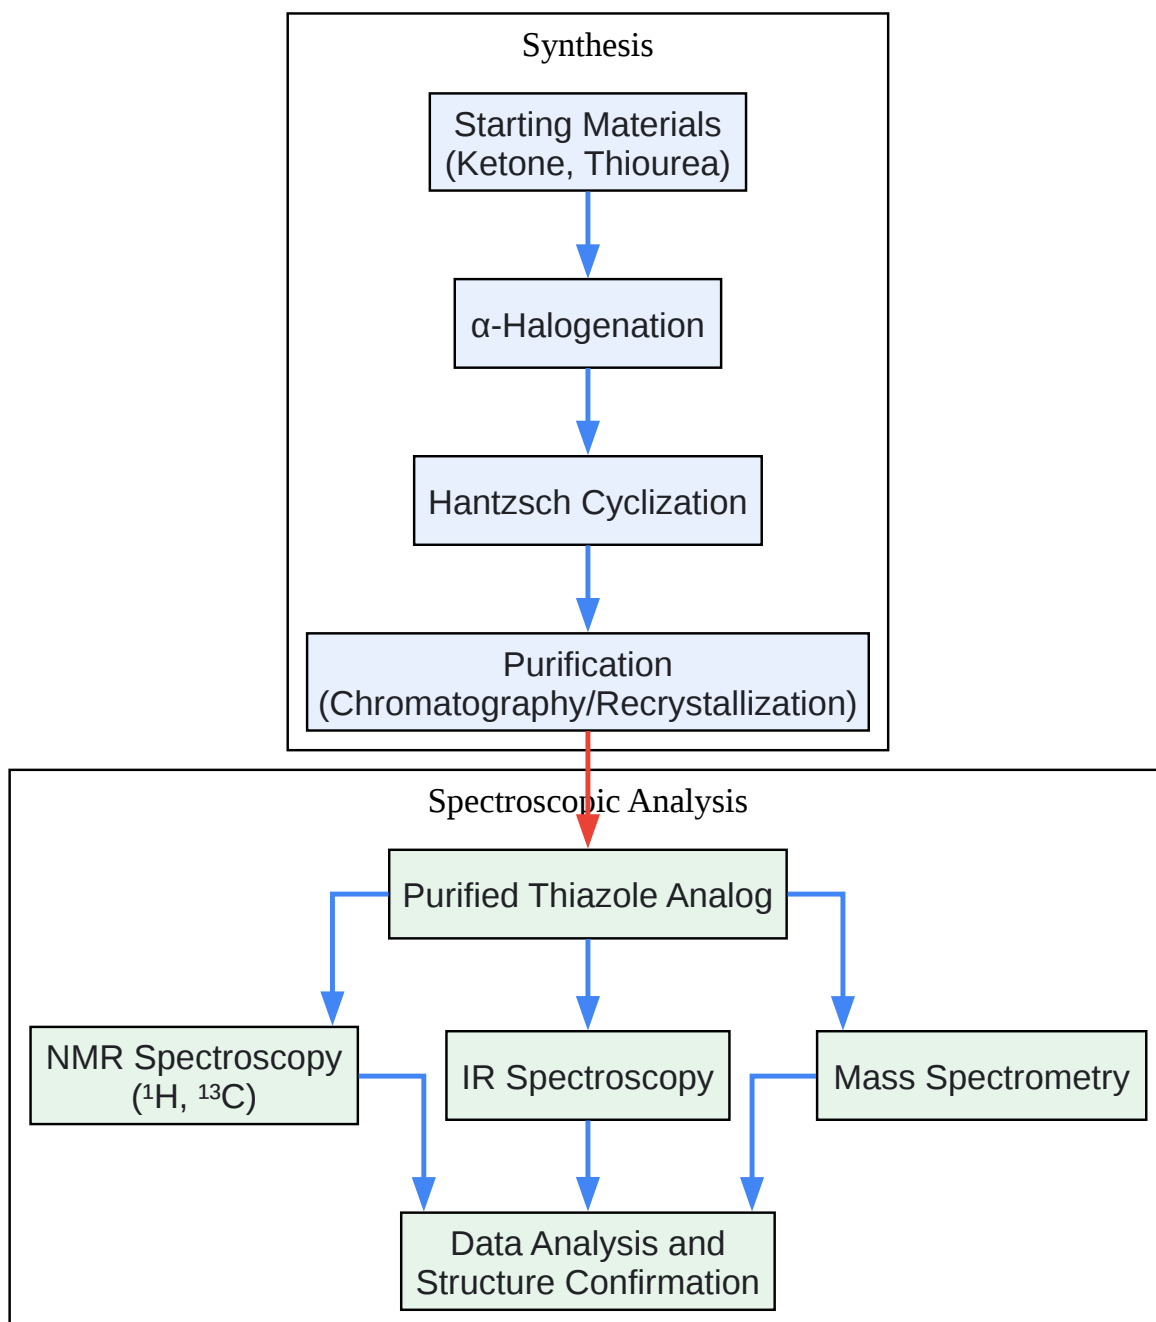 Synthesis
Starting Materials
(Ketone, Thiourea)
α-Halogenation
Hantzsch Cyclization
Purification
(Chromatography/Recrystallization)
Spectroscopic Analysis
Purified Thiazole Analog
NMR Spectroscopy
(¹H, ¹³C)
IR Spectroscopy
Mass Spectrometry
Data Analysis and
Structure Confirmation